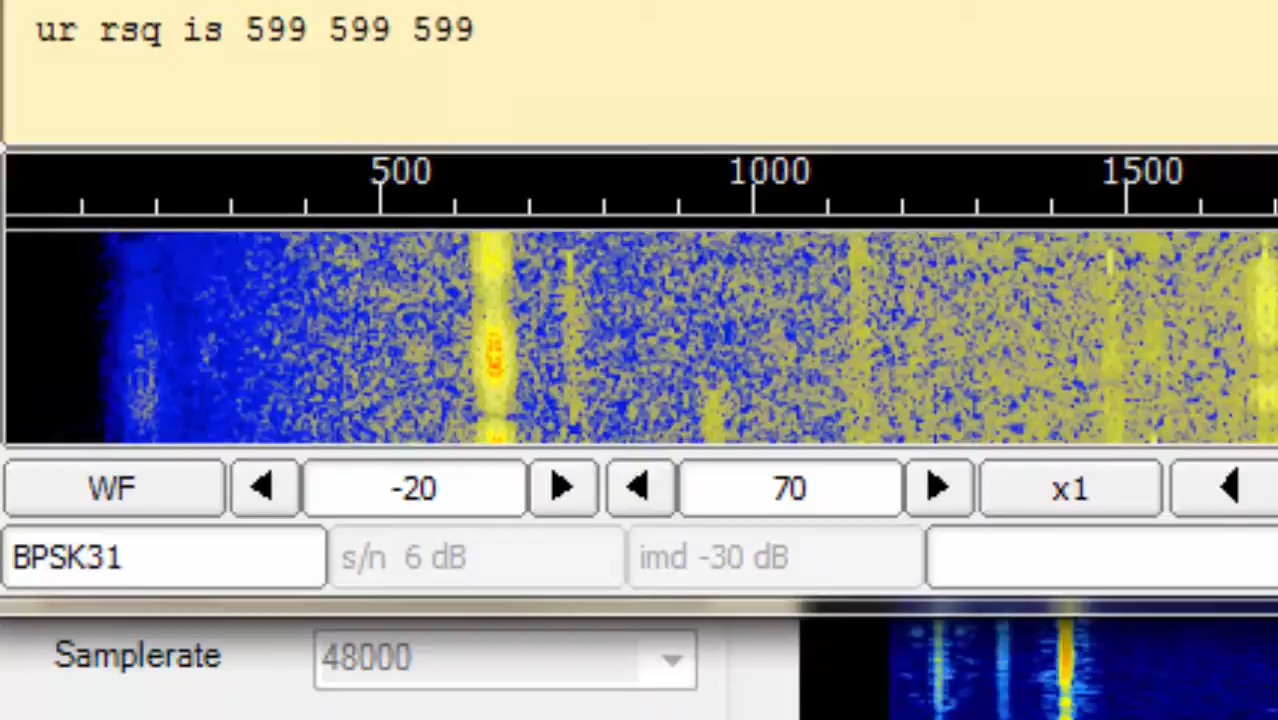 ur rsq is 599 599 599
500 1000 1500
WF -20 70 x1
BPSK31 s/n 6 dB imd -30 dB
Samplerate 48000